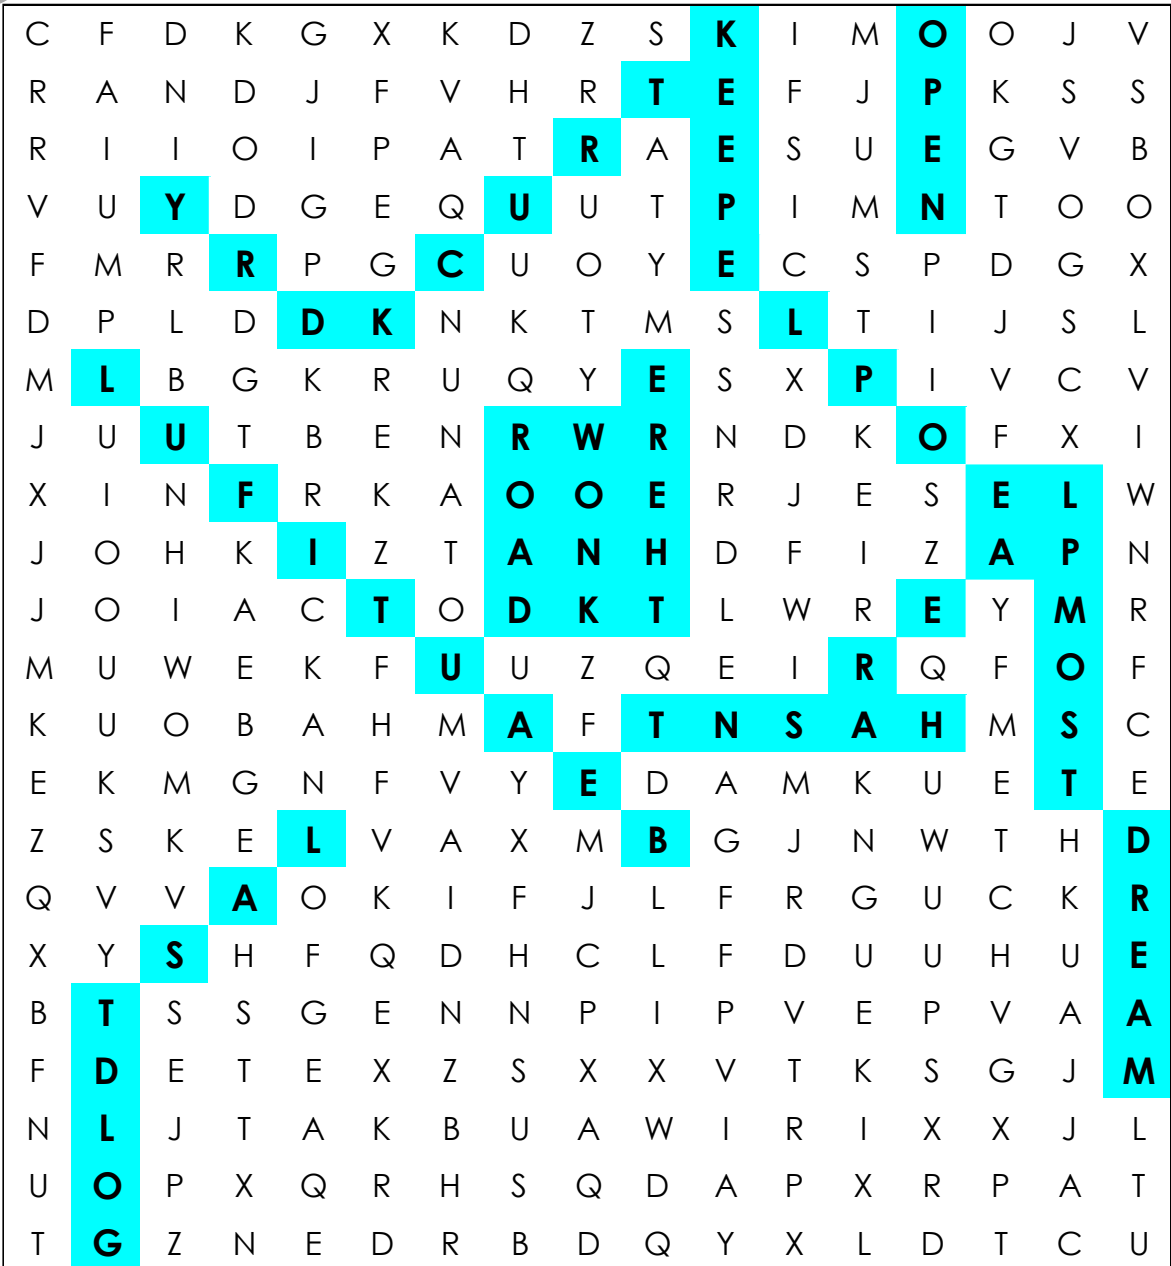 C F D K G X K D Z S K I M O O J V
R A N D J F V H R T E F J P K S S
R I I O I P A T R A E S U E G V B
V U Y D G E Q U U T P I M N T O O
F M R R P G C U O Y E C S P D G X
D P L D D K N K T M S L T I J S L
M L B G K R U Q Y E S X P I V C V
J U U T B E N R W R N D K O F X I
X I N F R K A O O E R J E S E L W
J O H K I Z T A N H D F I Z A P N
J O I A C T O D K T L W R E Y M R
M U W E K F U U Z Q E I R Q F O F
K U O B A H M A F T N S A H M S C
E K M G N F V Y E D A M K U E T E
Z S K E L V A X M B G J N W T H D
Q V V A O K I F J L F R G U C K R
X Y S H F Q D H C L F D U U H U E
B T S S G E N N P I P V E P V A A
F D E T E X Z S X X V T K S G J M
N L J T A K B U A W I R I X X J L
U O P X Q R H S Q D A P X R P A T
T G Z N E D R B D Q Y X L D T C U